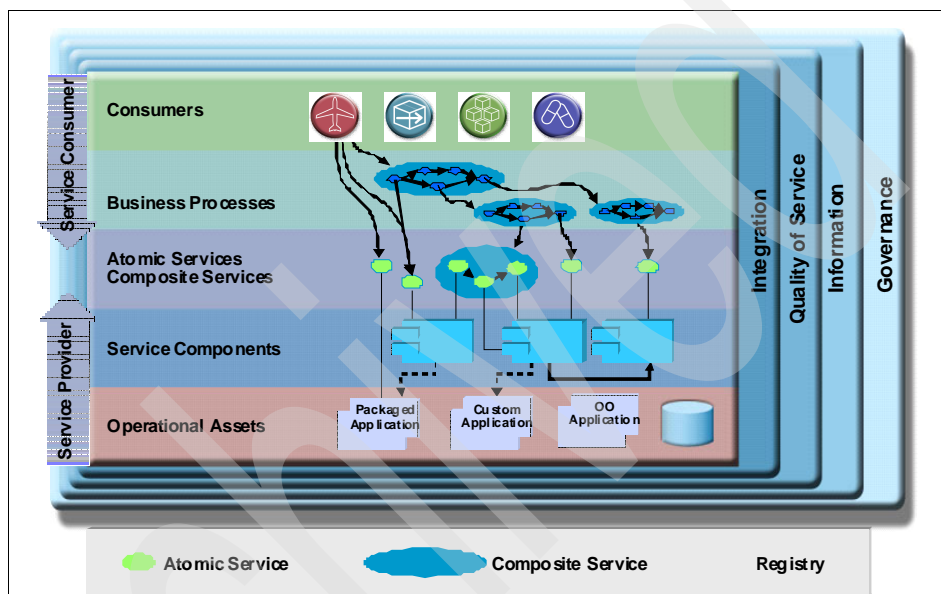 Service Consumer
Service Provider
Consumers
Business Processes
Atomic Services
Composite Services
Service Components
Operational Assets
Packaged
Application
Custom
Application
OO
Application
Integration
Quality of Service
Information
Governance
Atomic Service
Composite Service
Registry